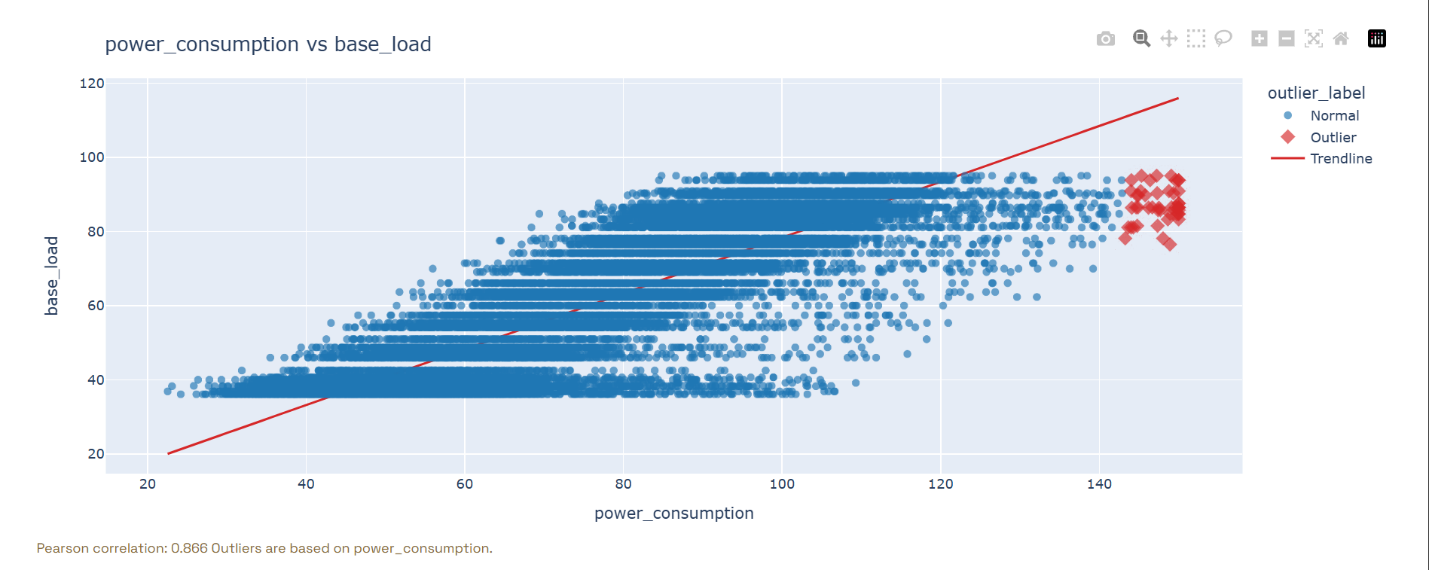 power_consumption vs base_load
120
100
80
60
40
20
base_load
20
40
60
80
100
120
140
power_consumption
outlier_label
Normal
Outlier
Trendline
Pearson correlation: 0.866 Outliers are based on power_consumption.